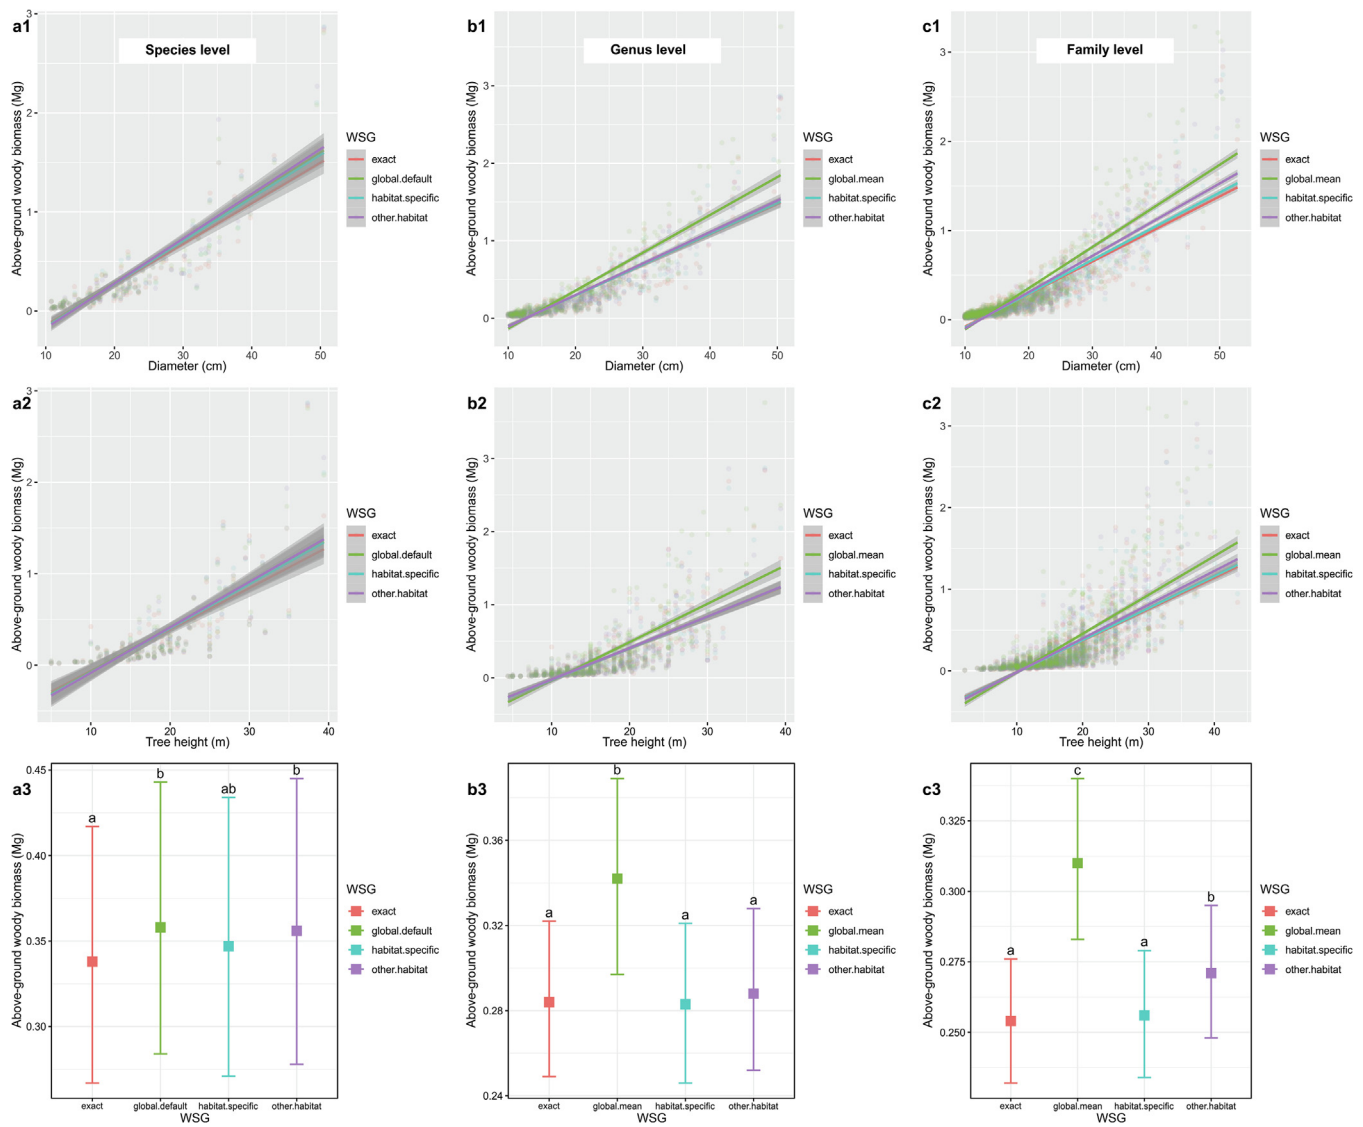 a1
Species level
Above-ground woody biomass (Mg)
3
2
1
0
10 20 30 40 50
Diameter (cm)
WSG
exact
global.default
habitat.specific
other.habitat
b1
Genus level
Above-ground woody biomass (Mg)
3
2
1
0
10 20 30 40 50
Diameter (cm)
WSG
exact
global.mean
habitat.specific
other.habitat
c1
Family level
Above-ground woody biomass (Mg)
3
2
1
0
10 20 30 40 50
Diameter (cm)
WSG
exact
global.mean
habitat.specific
other.habitat
a2
Above-ground woody biomass (Mg)
3
2
1
0
10 20 30 40
Tree height (m)
WSG
exact
global.default
habitat.specific
other.habitat
b2
Above-ground woody biomass (Mg)
3
2
1
0
10 20 30 40
Tree height (m)
WSG
exact
global.mean
habitat.specific
other.habitat
c2
Above-ground woody biomass (Mg)
3
2
1
0
10 20 30 40
Tree height (m)
WSG
exact
global.mean
habitat.specific
other.habitat
a3
Above-ground woody biomass (Mg)
0.45
0.40
0.35
0.30
a b ab b
exact global.default habitat.specific other.habitat
WSG
WSG
exact
global.default
habitat.specific
other.habitat
b3
Above-ground woody biomass (Mg)
0.36
0.32
0.28
0.24
a b a a
exact global.mean habitat.specific other.habitat
WSG
WSG
exact
global.mean
habitat.specific
other.habitat
c3
Above-ground woody biomass (Mg)
0.325
0.300
0.275
0.250
a c a b
exact global.mean habitat.specific other.habitat
WSG
WSG
exact
global.mean
habitat.specific
other.habitat